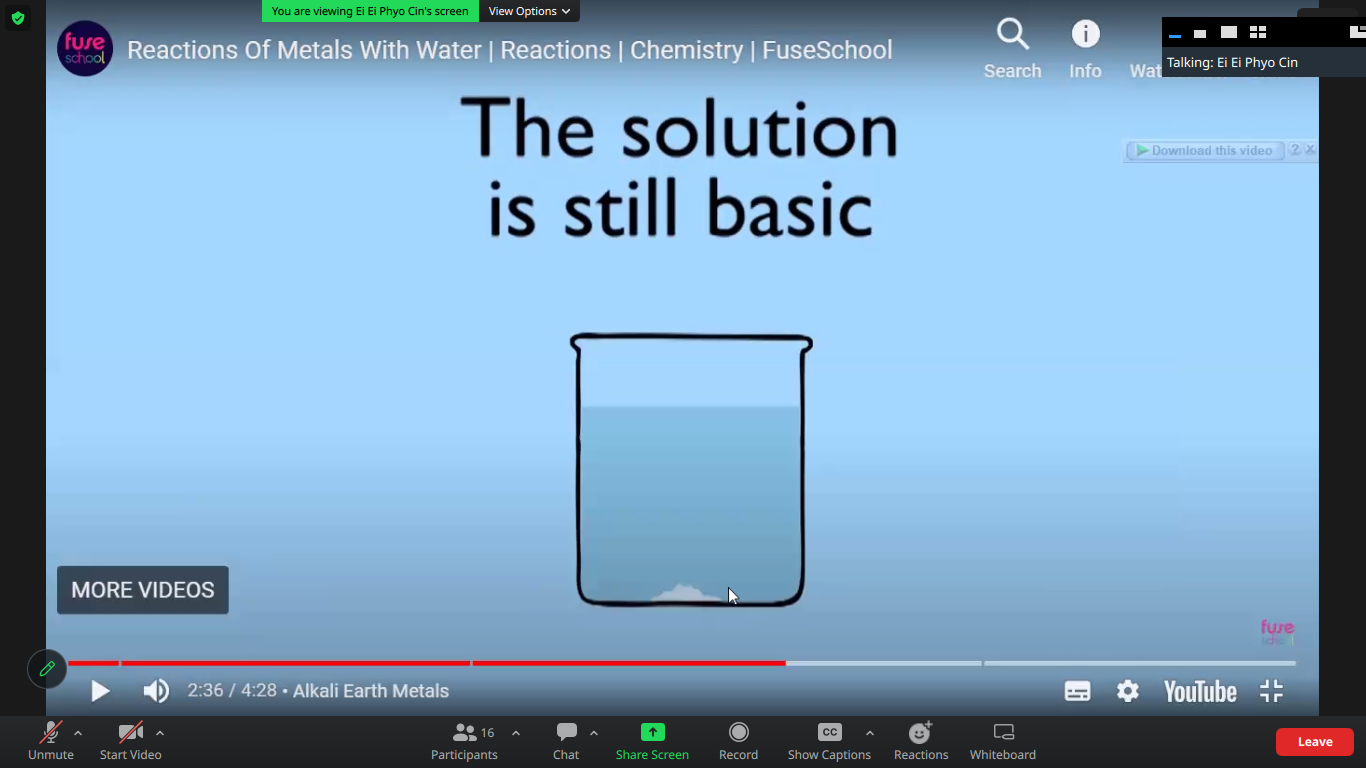 You are viewing Ei Ei Phyo Cin's screen
View Options
fuse
school
Reactions Of Metals With Water | Reactions | Chemistry | FuseSchool
Search
Info
Wat
Talking: Ei Ei Phyo Cin
The solution
is still basic
Download this video
2 X
MORE VIDEOS
fuse
school
2:36 / 4:28 • Alkali Earth Metals
YouTube
Unmute
Start Video
16
Participants
Chat
Share Screen
Record
CC
Show Captions
Reactions
Whiteboard
Leave